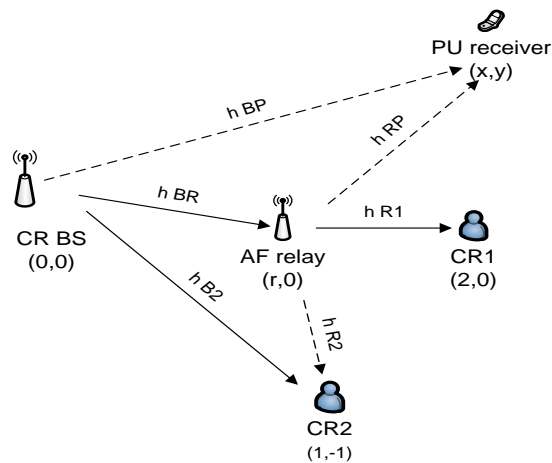 PU receiver
(x,y)
h BP
h RP
h BR
h R1
CR BS
(0,0)
AF relay
(r,0)
CR1
(2,0)
h B2
h R2
CR2
(1,-1)